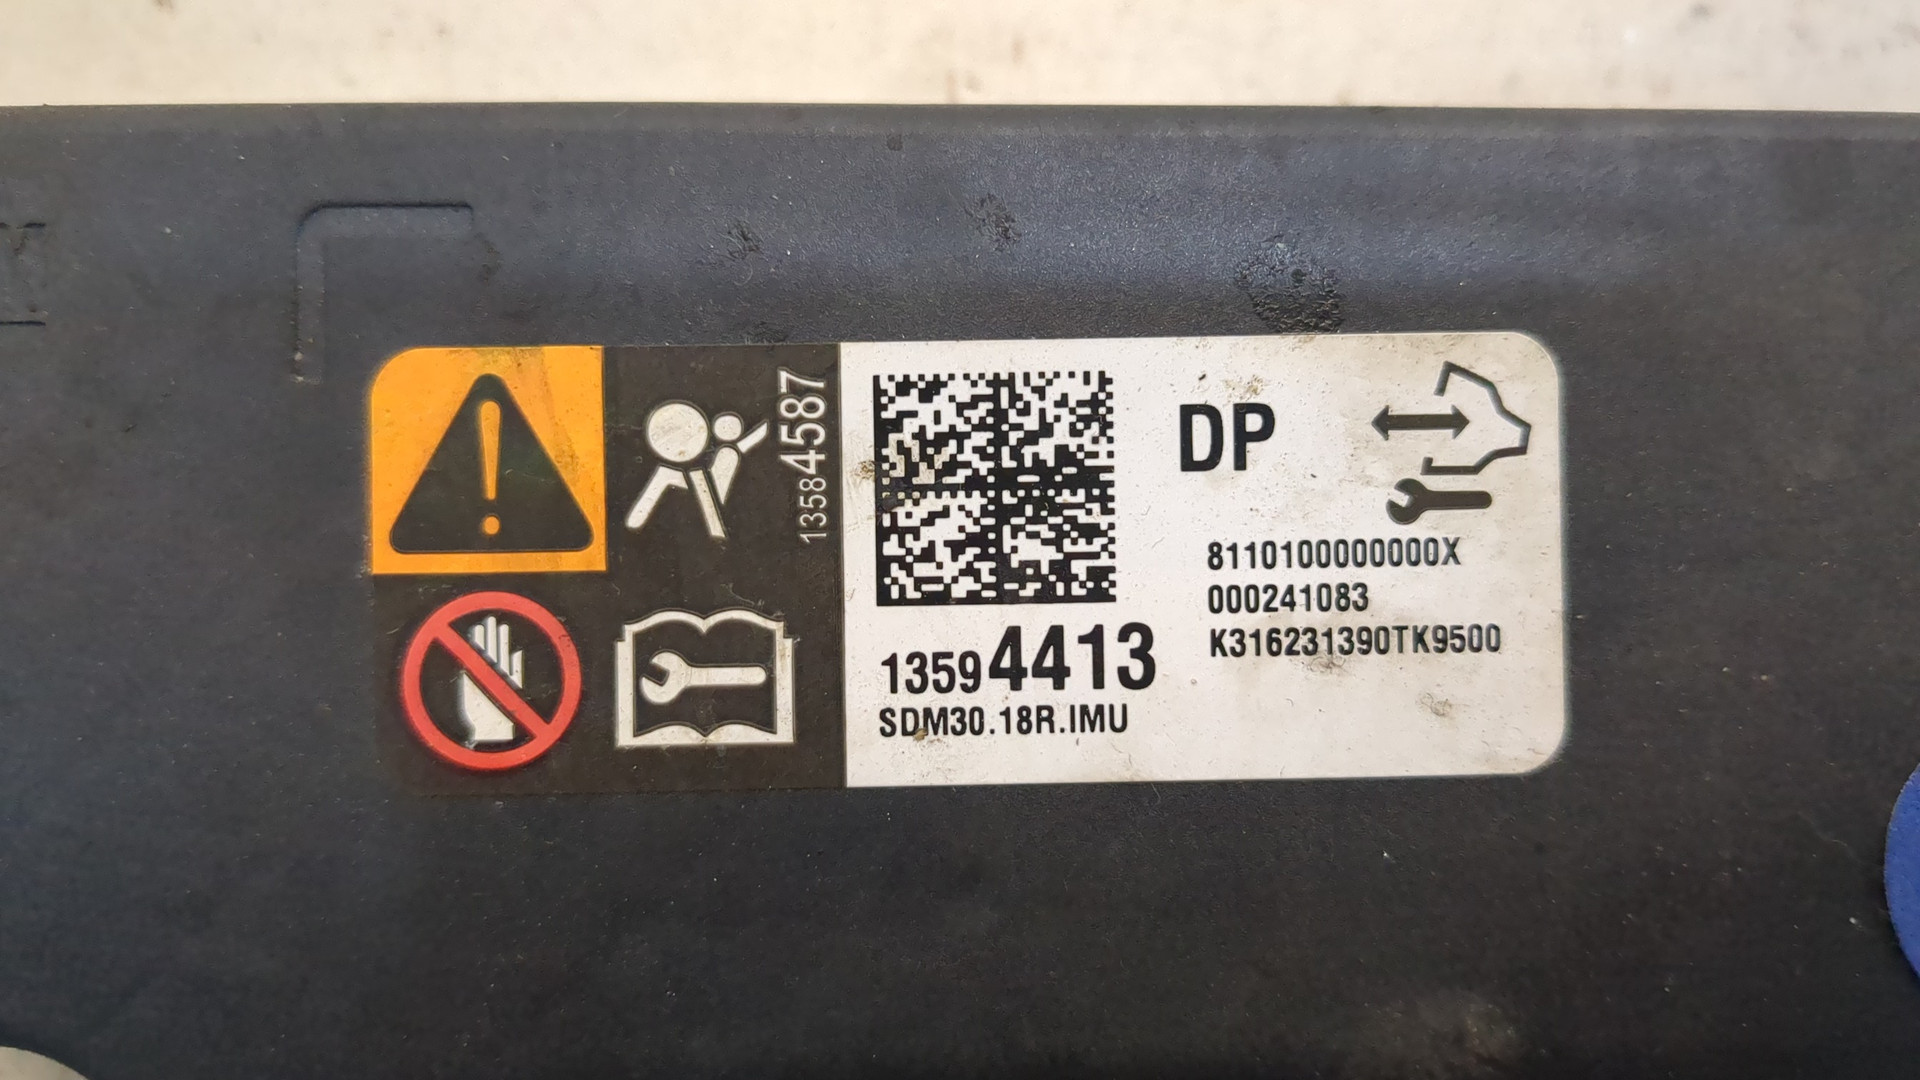 13584587
DP
8110100000000X
000241083
K316231390TK9500
13594413
SDM30.18R.IMU